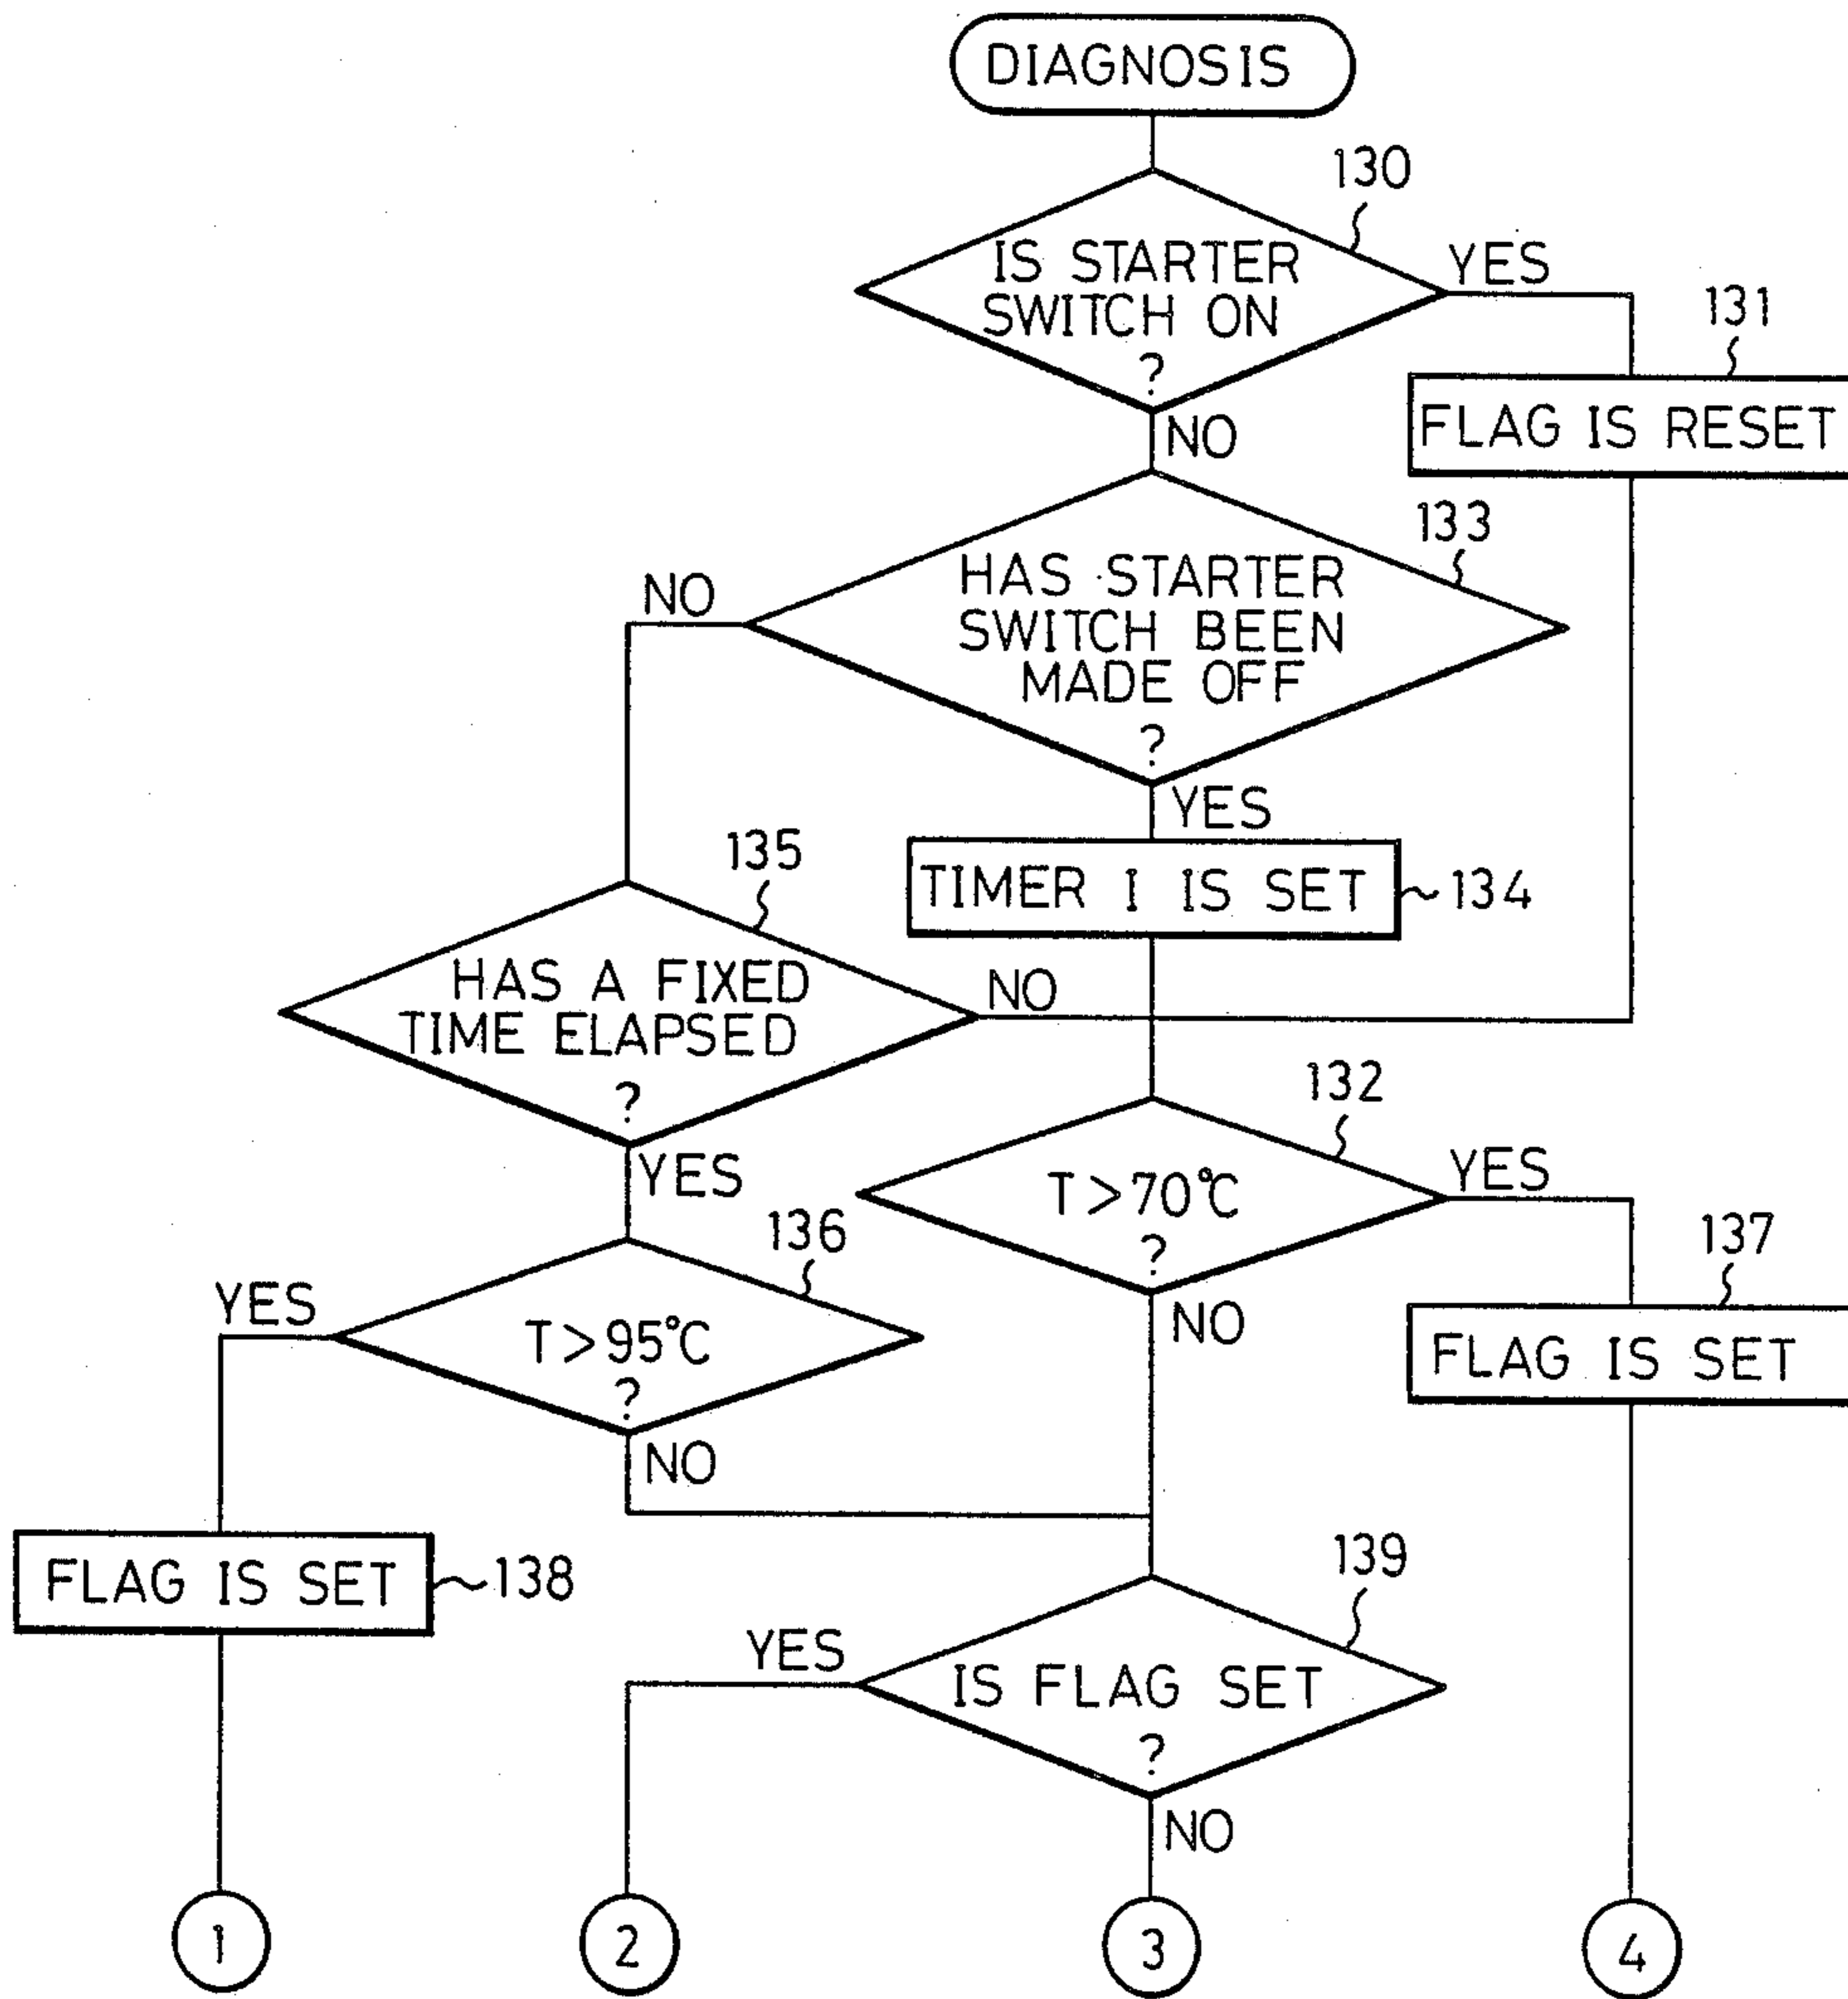 DIAGNOSIS
130
IS STARTER
SWITCH ON
?
YES
NO
131
FLAG IS RESET
133
HAS STARTER
SWITCH BEEN
MADE OFF
?
NO
YES
TIMER I IS SET
134
135
HAS A FIXED
TIME ELAPSED
?
NO
YES
132
T>70°C
?
YES
NO
136
T>95°C
?
YES
NO
137
FLAG IS SET
FLAG IS SET
138
139
IS FLAG SET
?
YES
NO
1
2
3
4